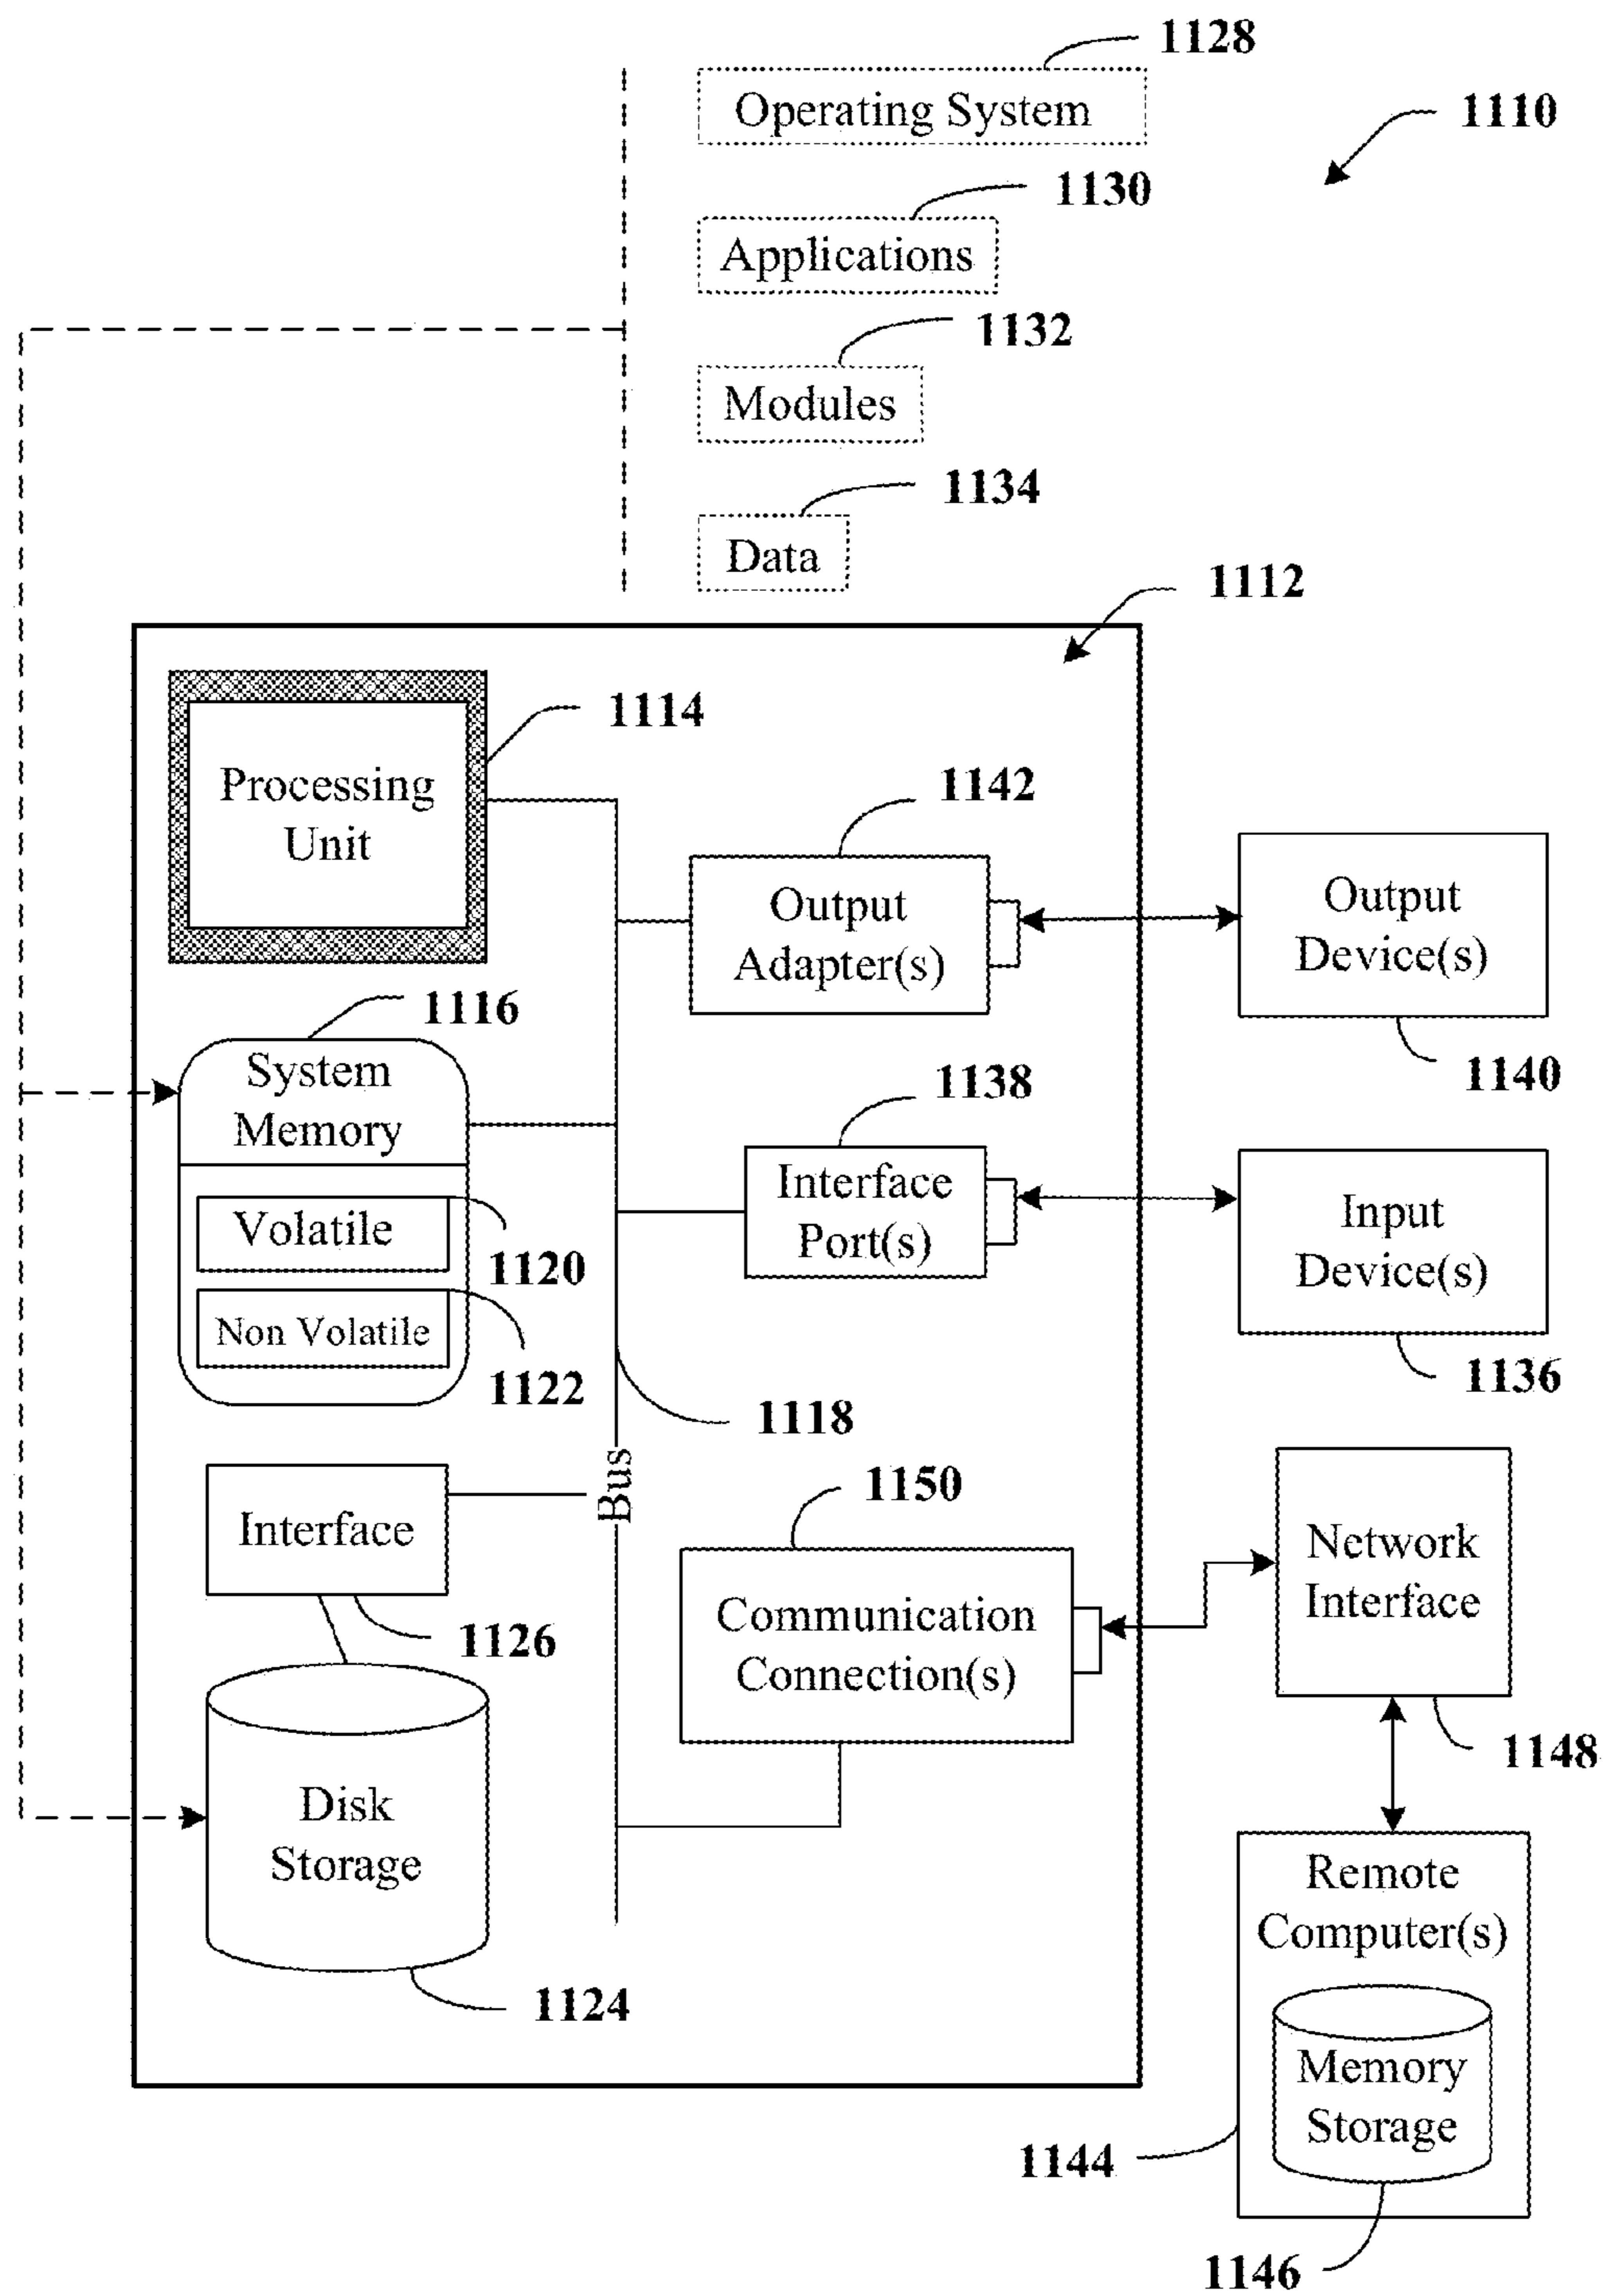 1128
Operating System
1110
1130
Applications
1132
Modules
1134
Data
1112
1114
Processing
Unit
1142
Output
Adapter(s)
Output
Device(s)
1140
1116
System
Memory
1138
Interface
Port(s)
Input
Device(s)
1136
Volatile
1120
Non Volatile
1122
1118
Bus
1150
Interface
1126
Communication
Connection(s)
Network
Interface
1148
Disk
Storage
1124
Remote
Computer(s)
Memory
Storage
1144
1146